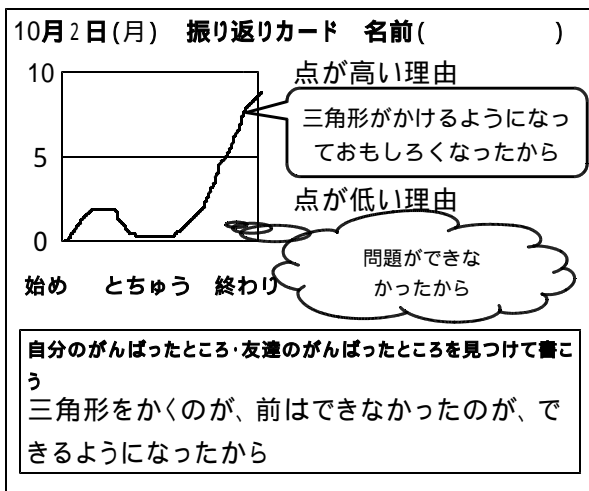 10月2日(月) 振り返りカード 名前( )
10
点が高い理由
三角形がかけるようになっ
ておもしろくなったから
5
点が低い理由
0
問題ができな
かったから
始め とちゅう 終わり
自分のがんばったところ・友達のがんばったところを見つけて書こ
う
三角形をかくのが、前はできなかったのが、で
きるようになったから